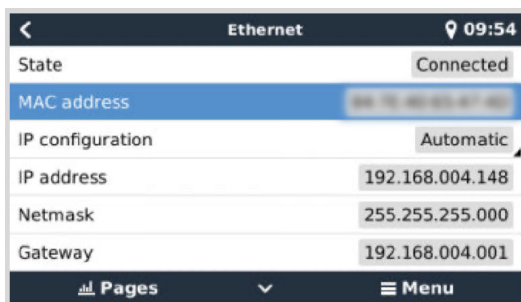 Ethernet 09:54
State Connected
MAC address
IP configuration Automatic
IP address 192.168.004.148
Netmask 255.255.255.000
Gateway 192.168.004.001
Pages Menu